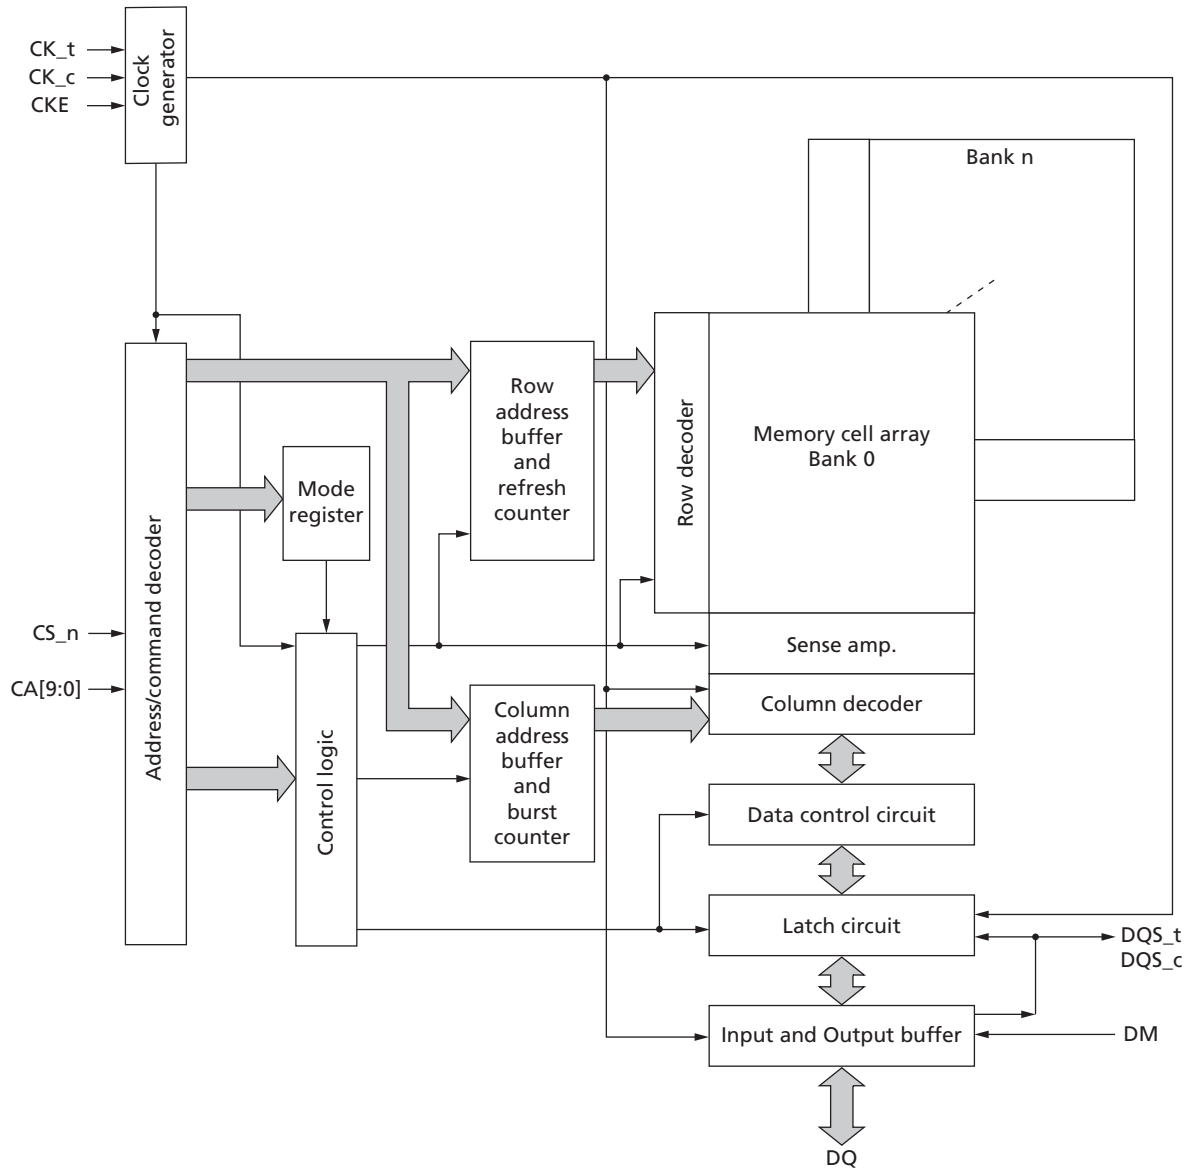 CK_t
CK_c
CKE
Clock
generator
Bank n
Row
address
buffer
and
refresh
counter
Row decoder
Memory cell array
Bank 0
Mode
register
Address/command decoder
CS_n
CA[9:0]
Control logic
Sense amp.
Column decoder
Column
address
buffer
and
burst
counter
Data control circuit
Latch circuit
DQS_t
DQS_c
Input and Output buffer
DM
DQ